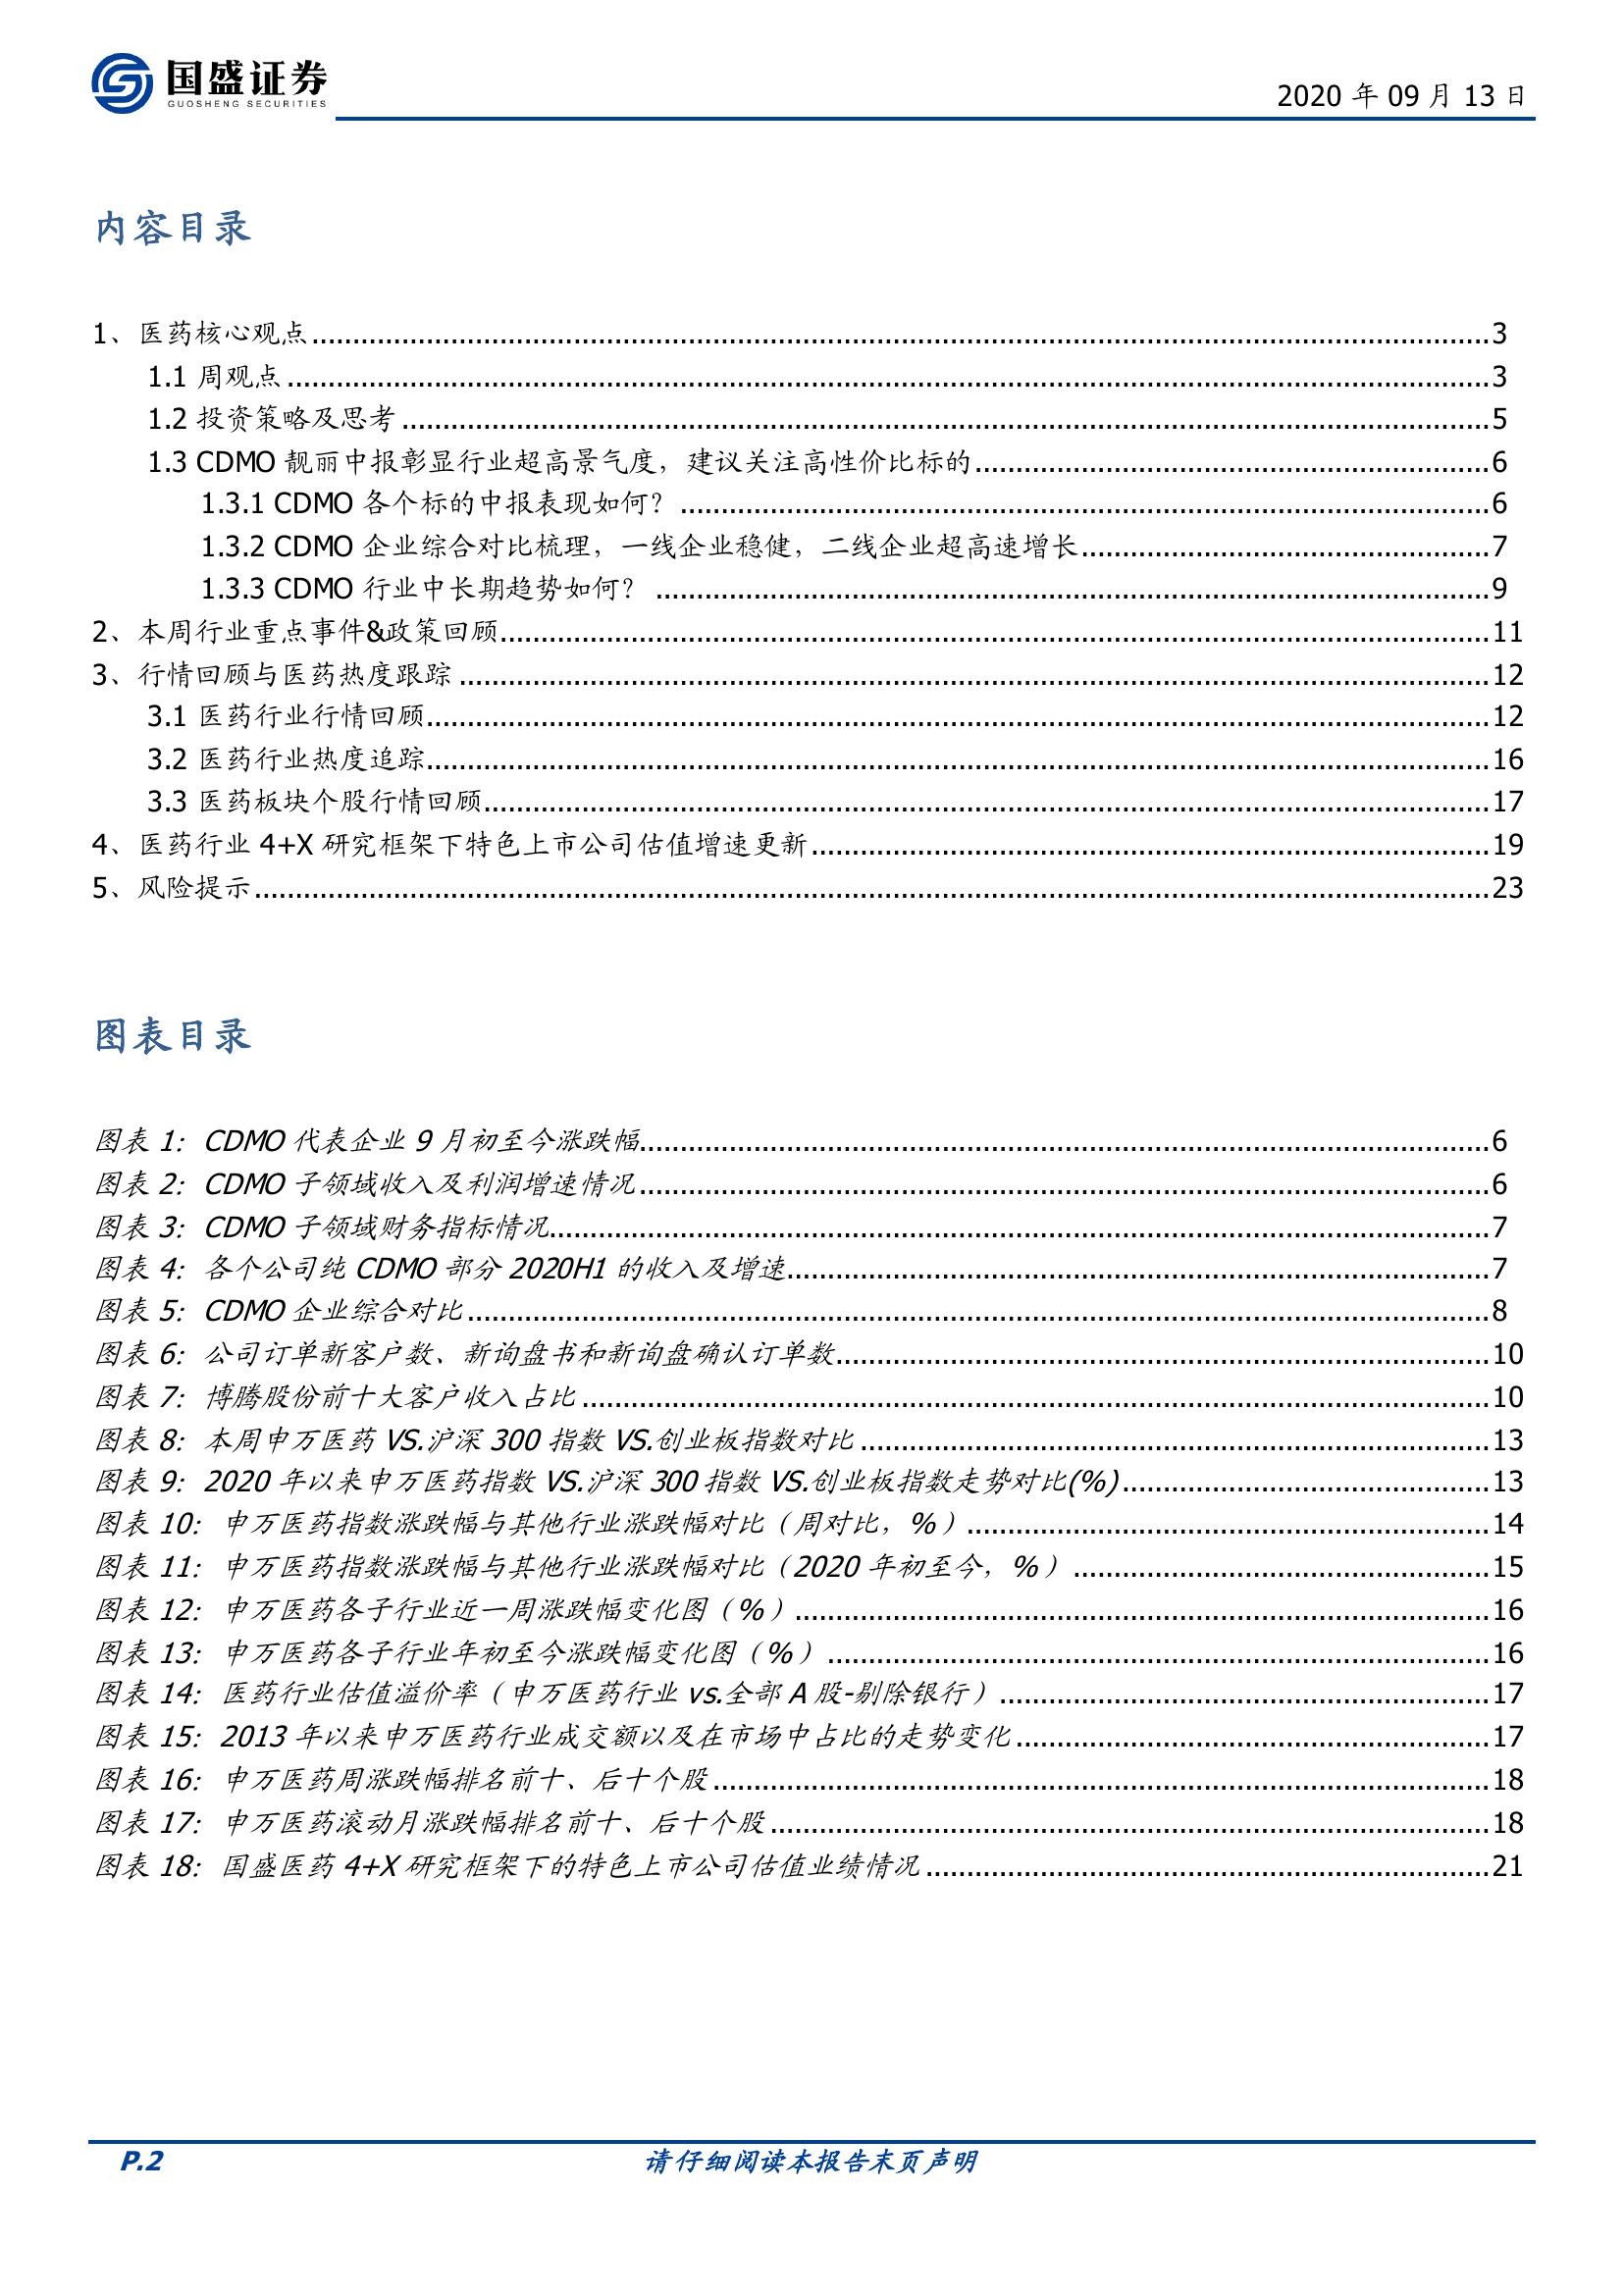 国盛证券
GUOSHENG SECURITIES
2020 年 09 月 13 日
内容目录
1、医药核心观点........................................3
1.1 周观点........................................3
1.2 投资策略及思考........................................5
1.3 CDMO 靓丽中报彰显行业超高景气度，建议关注高性价比标的........................................6
1.3.1 CDMO 各个标的中报表现如何？........................................6
1.3.2 CDMO 企业综合对比梳理，一线企业稳健，二线企业超高速增长........................................7
1.3.3 CDMO 行业中长期趋势如何？........................................9
2、本周行业重点事件&政策回顾........................................11
3、行情回顾与医药热度跟踪........................................12
3.1 医药行业行情回顾........................................12
3.2 医药行业热度追踪........................................16
3.3 医药板块个股行情回顾........................................17
4、医药行业 4+X 研究框架下特色上市公司估值增速更新........................................19
5、风险提示........................................23
图表目录
图表 1：CDMO 代表企业 9 月初至今涨跌幅........................................6
图表 2：CDMO 子领域收入及利润增速情况........................................6
图表 3：CDMO 子领域财务指标情况........................................7
图表 4：各个公司纯 CDMO 部分 2020H1 的收入及增速........................................7
图表 5：CDMO 企业综合对比........................................8
图表 6：公司订单新客户数、新询盘书和新询盘确认订单数........................................10
图表 7：博腾股份前十大客户收入占比........................................10
图表 8：本周申万医药 VS.沪深 300 指数 VS.创业板指数对比........................................13
图表 9：2020 年以来申万医药指数 VS.沪深 300 指数 VS.创业板指数走势对比(%)........................................13
图表 10：申万医药指数涨跌幅与其他行业涨跌幅对比（周对比，%）........................................14
图表 11：申万医药指数涨跌幅与其他行业涨跌幅对比（2020 年初至今，%）........................................15
图表 12：申万医药各子行业近一周涨跌幅变化图（%）........................................16
图表 13：申万医药各子行业年初至今涨跌幅变化图（%）........................................16
图表 14：医药行业估值溢价率（申万医药行业 vs.全部 A 股-剔除银行）........................................17
图表 15：2013 年以来申万医药行业成交额以及在市场中占比的走势变化........................................17
图表 16：申万医药周涨跌幅排名前十、后十个股........................................18
图表 17：申万医药滚动月涨跌幅排名前十、后十个股........................................18
图表 18：国盛医药 4+X 研究框架下的特色上市公司估值业绩情况........................................21
P.2
请仔细阅读本报告末页声明